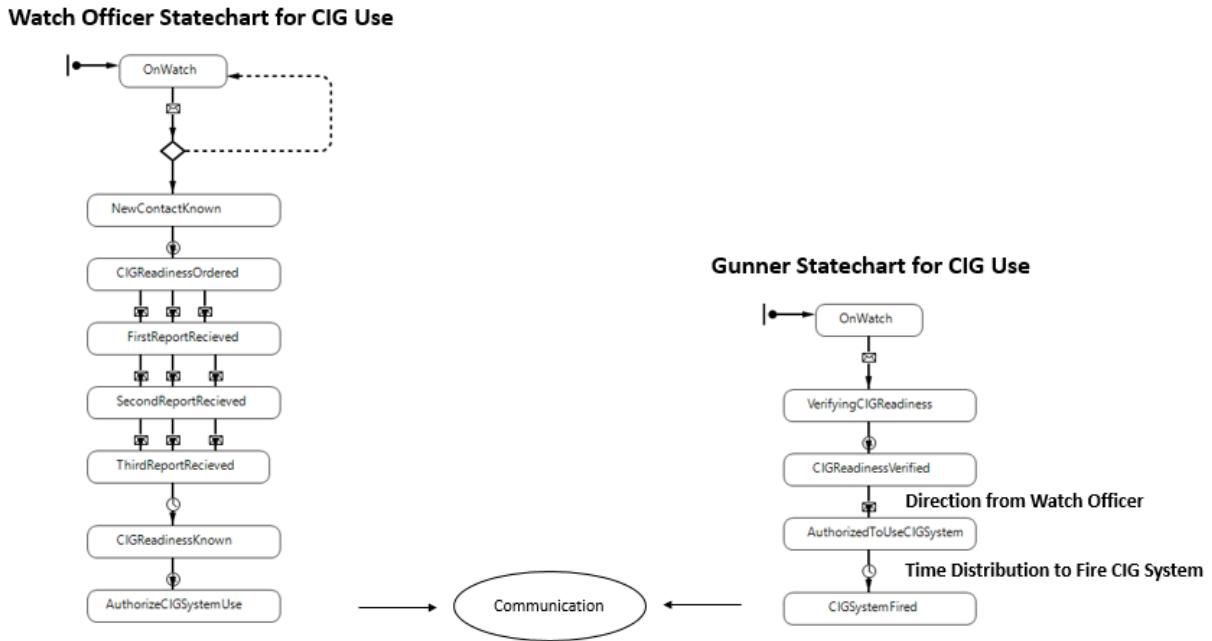 Watch Officer Statechart for CIG Use
OnWatch
NewContactKnown
CIGReadinessOrdered
FirstReportRecieved
SecondReportRecieved
ThirdReportRecieved
CIGReadinessKnown
AuthorizeCIGSystemUse
Communication
Gunner Statechart for CIG Use
OnWatch
VerifyingCIGReadiness
CIGReadinessVerified
Direction from Watch Officer
AuthorizedToUseCIGSystem
Time Distribution to Fire CIG System
CIGSystemFired